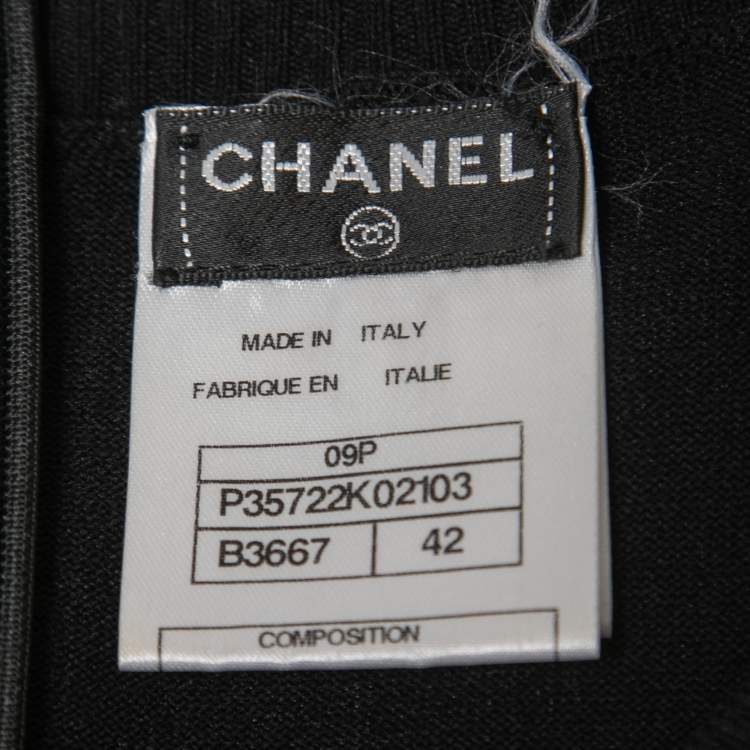 CHANEL
MADE IN ITALY
FABRIQUE EN ITALIE
09P
P35722K02103
B3667 42
COMPOSITION